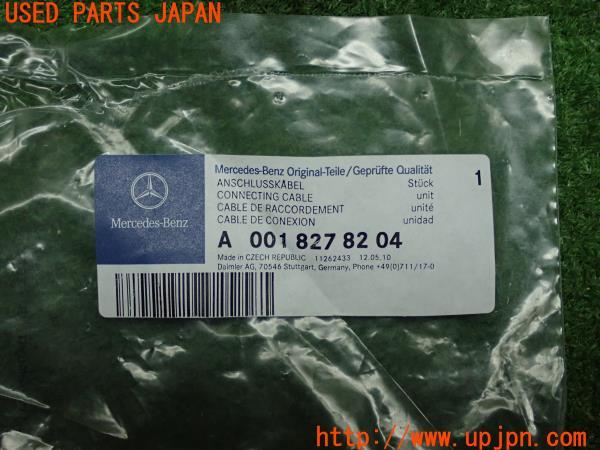 USED PARTS JAPAN
Mercedes-Benz Original-Teile/Geprüfte Qualität
ANSCHLUSSKABEL Stück 1
CONNECTING CABLE unit
CABLE DE RACCORDEMENT unité
CABLE DE CONEXION unidad
Mercedes-Benz
A 001 827 82 04
Made in CZECH REPUBLIC 11262433 12.05.10
Daimler AG, 70546 Stuttgart, Germany, Phone +49(0)711/17-0
UPJ
http://www.upjpn.com/